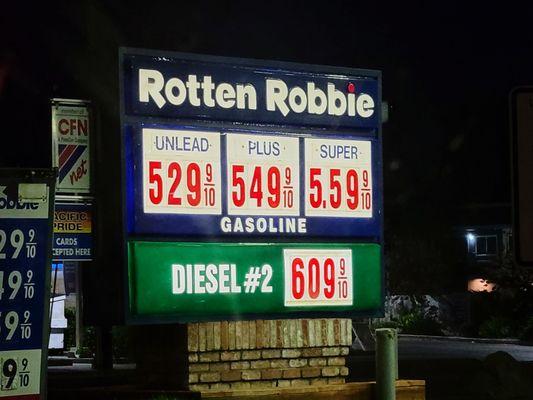 Rotten Robbie
UNLEAD PLUS SUPER
529 9/10 549 9/10 5.59 9/10
GASOLINE
DIESEL #2 609 9/10
CFN
net
PACIFIC
PRIDE
CARDS
29 9/10
49 9/10
59 9/10
9 9/10